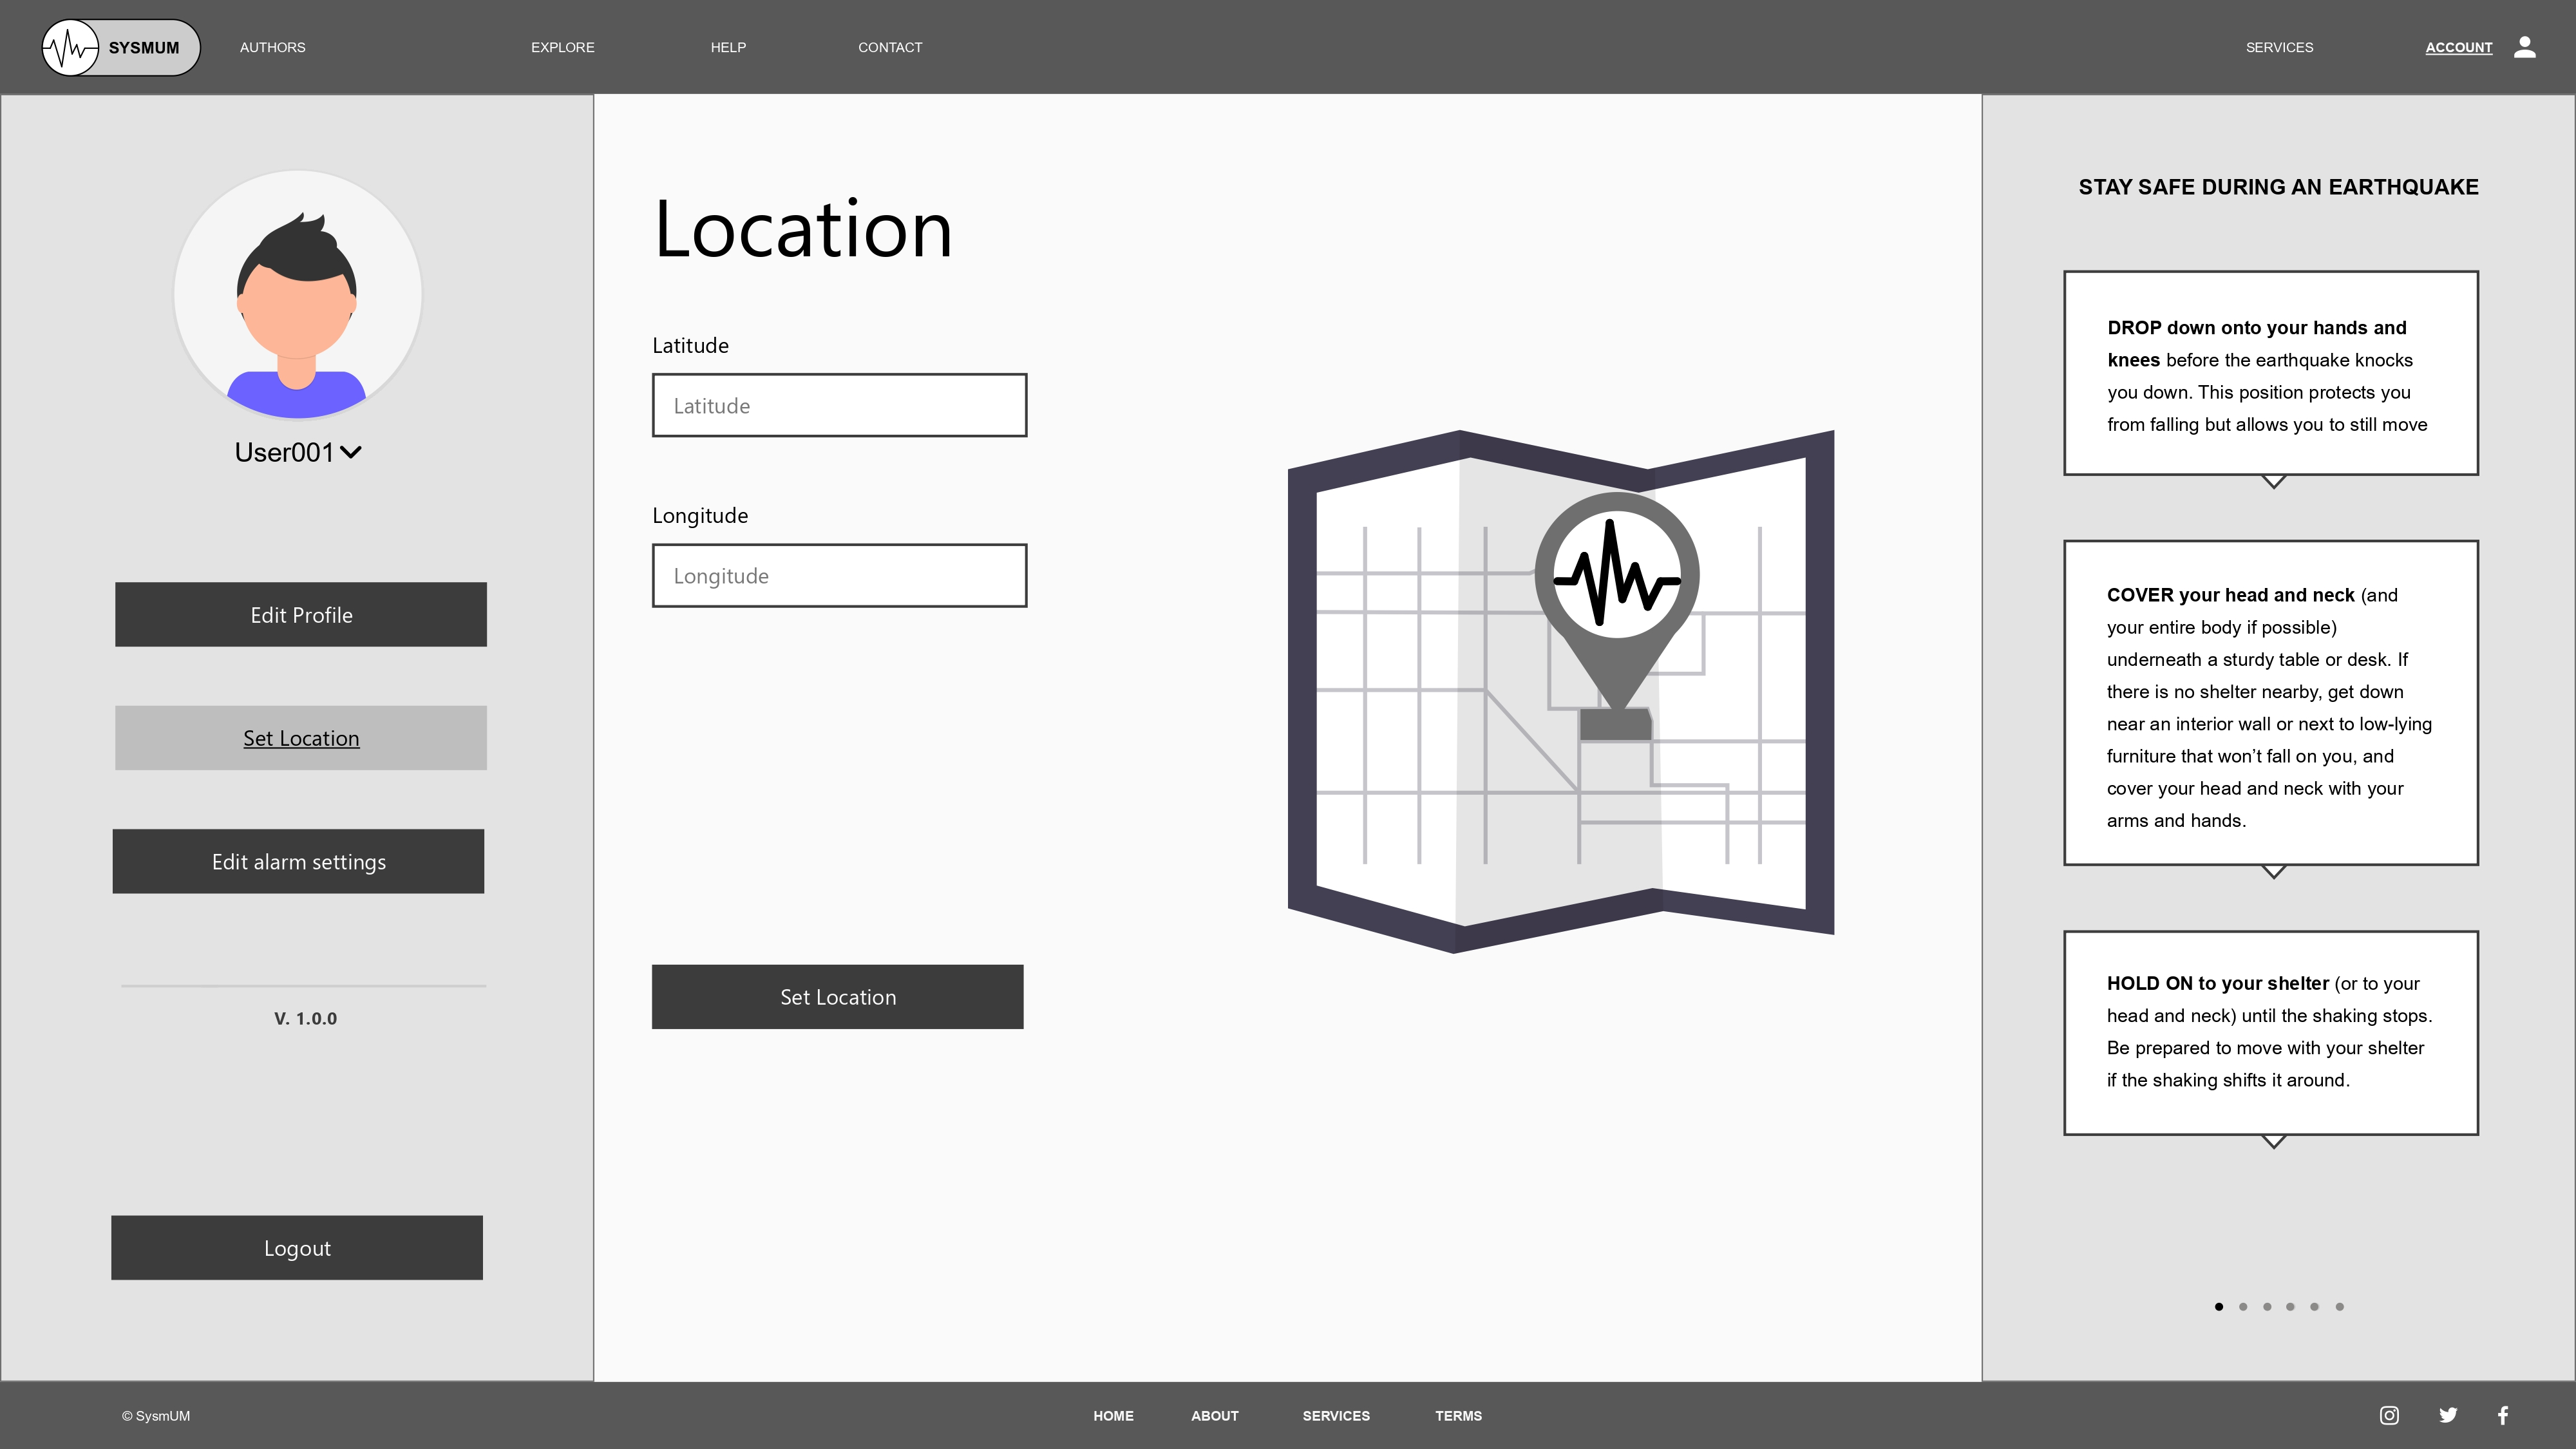 SYSMUM
AUTHORS
EXPLORE
HELP
CONTACT
SERVICES
ACCOUNT
User001
Edit Profile
Set Location
Edit alarm settings
V. 1.0.0
Logout
Location
Latitude
Latitude
Longitude
Longitude
Set Location
STAY SAFE DURING AN EARTHQUAKE
DROP down onto your hands and
knees before the earthquake knocks
you down. This position protects you
from falling but allows you to still move
COVER your head and neck (and
your entire body if possible)
underneath a sturdy table or desk. If
there is no shelter nearby, get down
near an interior wall or next to low-lying
furniture that won’t fall on you, and
cover your head and neck with your
arms and hands.
HOLD ON to your shelter (or to your
head and neck) until the shaking stops.
Be prepared to move with your shelter
if the shaking shifts it around.
© SysmUM
HOME
ABOUT
SERVICES
TERMS